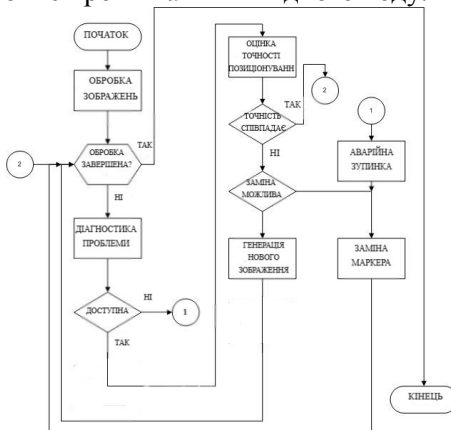 ПОЧАТОК
ОБРОБКА
ЗОБРАЖЕНЬ
ОБРОБКА
ЗАВЕРШЕНА?
ТАК
НІ
2
ДІАГНОСТИКА
ПРОБЛЕМИ
ДОСТУПНА
НІ
ТАК
ОЦІНКА
ТОЧНОСТІ
ПОЗИЦІОНУВАНН
ТОЧНІСТЬ
СПІВПАДАЄ
ТАК
2
НІ
ЗАМІНА
МОЖЛИВА
ГЕНЕРАЦІЯ
НОВОГО
ЗОБРАЖЕННЯ
1
АВАРІЙНА
ЗУПИНКА
ЗАМІНА
МАРКЕРА
КІНЕЦЬ